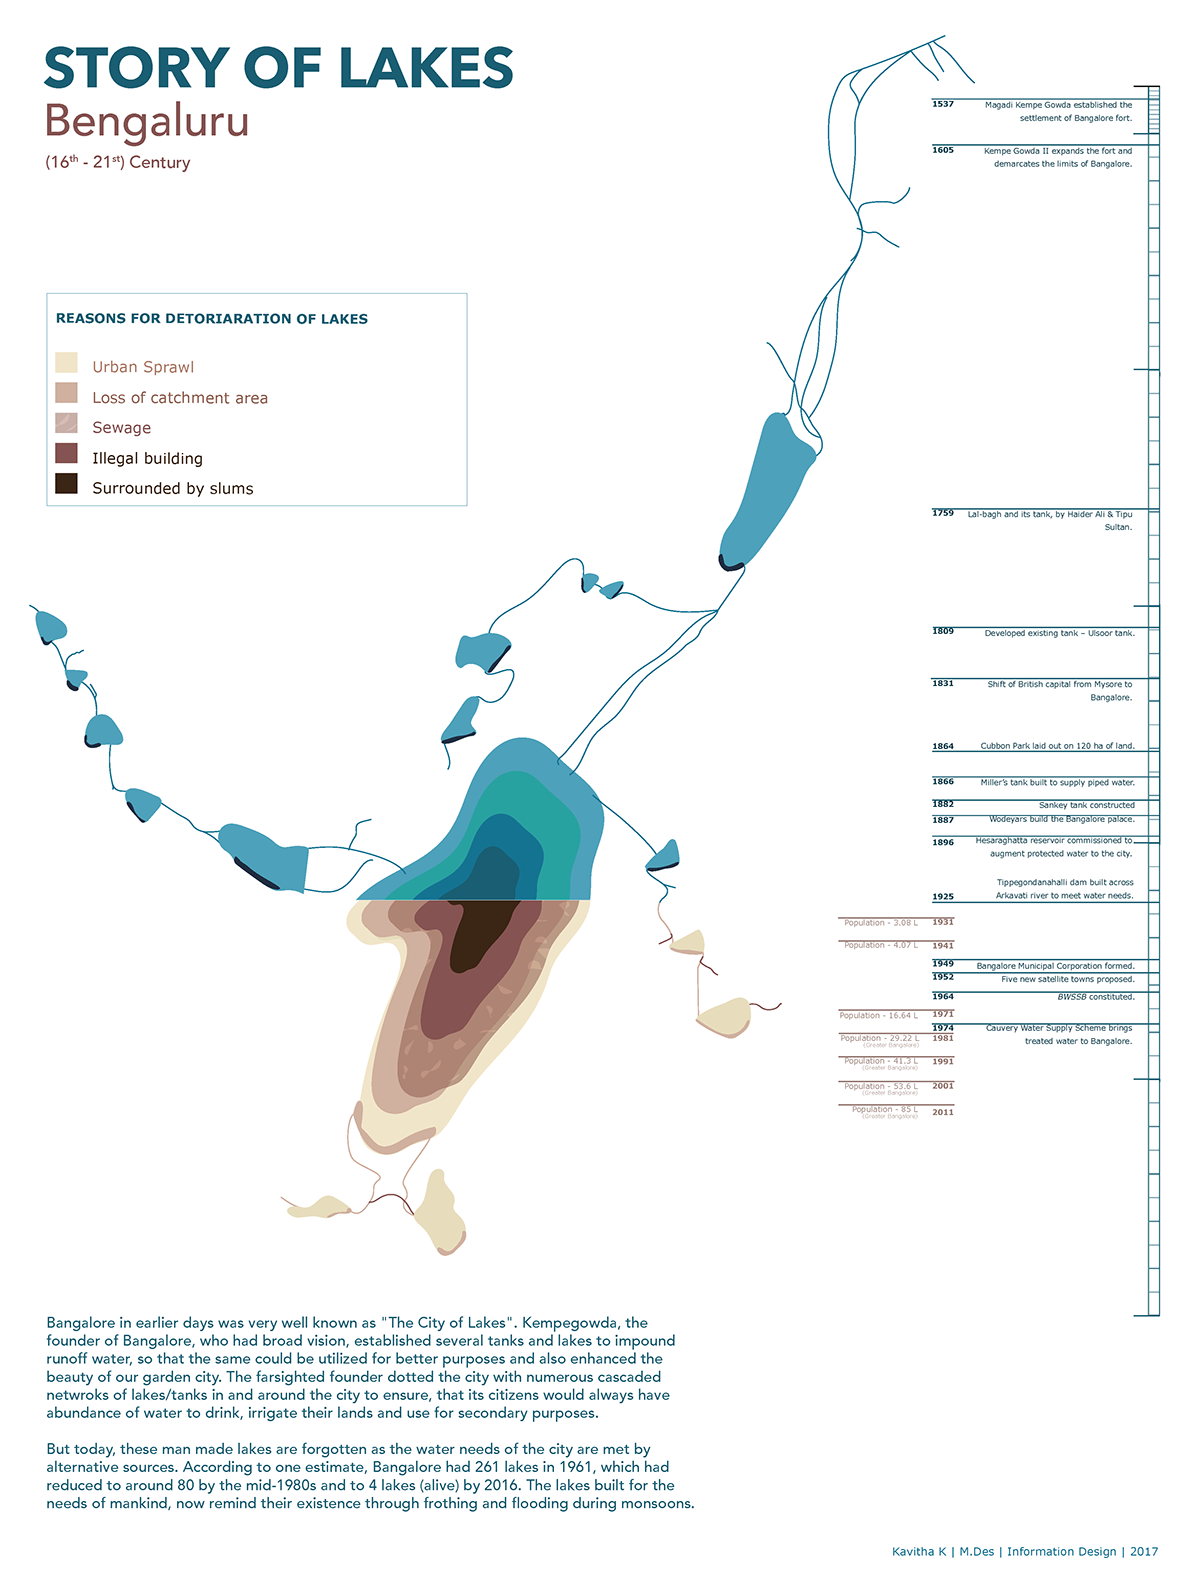 STORY OF LAKES
Bengaluru
(16th - 21st) Century
REASONS FOR DETORIARATION OF LAKES
Urban Sprawl
Loss of catchment area
Sewage
Illegal building
Surrounded by slums
1537 Magadi Kempe Gowda established the
settlement of Bangalore fort.
1605 Kempe Gowda II expands the fort and
demarcates the limits of Bangalore.
1759 Lal-bagh and its tank, by Haider Ali & Tipu
Sultan.
1809 Developed existing tank – Ulsoor tank.
1831 Shift of British capital from Mysore to
Bangalore.
1864 Cubbon Park laid out on 120 ha of land.
1866 Miller's tank built to supply piped water.
1882 Sankey tank constructed
1887 Wodeyars build the Bangalore palace.
1896 Hesaraghatta reservoir commissioned to
augment protected water to the city.
Tippegondanahalli dam built across
1925 Arkavati river to meet water needs.
Population - 3.08 L 1931
Population - 4.07 L 1941
1949 Bangalore Municipal Corporation formed.
1952 Five new satellite towns proposed.
1964 BWSSB constituted.
Population - 16.64 L 1971
1974 Cauvery Water Supply Scheme brings
treated water to Bangalore.
Population - 29.22 L 1981
(Greater Bangalore)
Population - 41.3 L 1991
(Greater Bangalore)
Population - 53.6 L 2001
(Greater Bangalore)
Population - 85 L 2011
(Greater Bangalore)
Bangalore in earlier days was very well known as "The City of Lakes". Kempegowda, the
founder of Bangalore, who had broad vision, established several tanks and lakes to impound
runoff water, so that the same could be utilized for better purposes and also enhanced the
beauty of our garden city. The farsighted founder dotted the city with numerous cascaded
netwroks of lakes/tanks in and around the city to ensure, that its citizens would always have
abundance of water to drink, irrigate their lands and use for secondary purposes.
But today, these man made lakes are forgotten as the water needs of the city are met by
alternative sources. According to one estimate, Bangalore had 261 lakes in 1961, which had
reduced to around 80 by the mid-1980s and to 4 lakes (alive) by 2016. The lakes built for the
needs of mankind, now remind their existence through frothing and flooding during monsoons.
Kavitha K | M.Des | Information Design | 2017